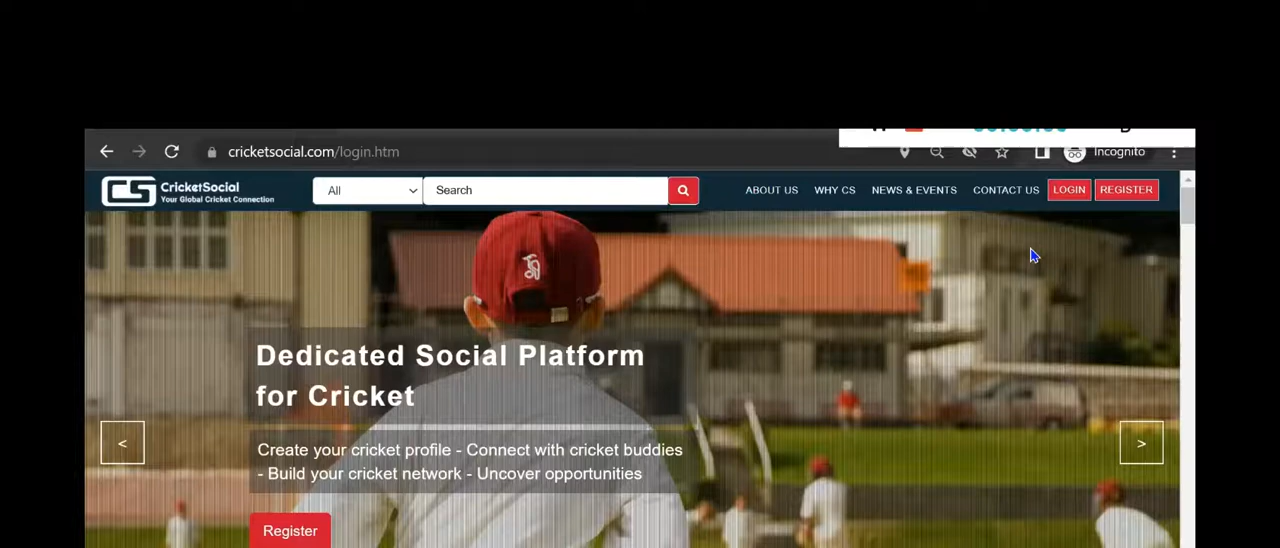 cricketsocial.com/login.htm
Incognito
CS CricketSocial
Your Global Cricket Connection
All
Search
ABOUT US
WHY CS
NEWS & EVENTS
CONTACT US
LOGIN
REGISTER
Dedicated Social Platform
for Cricket
<
>
Create your cricket profile - Connect with cricket buddies
- Build your cricket network - Uncover opportunities
Register